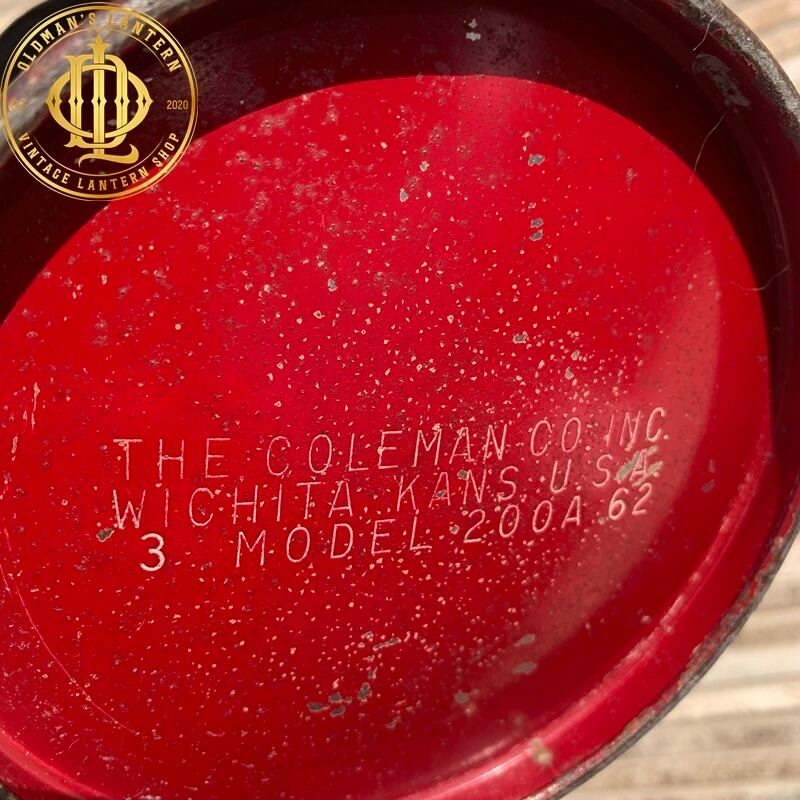 OLDMAN'S LANTERN
2020
VINTAGE LANTERN SHOP
THE COLEMAN CO INC
WICHITA KANS U.S.A.
3 MODEL 200A 62